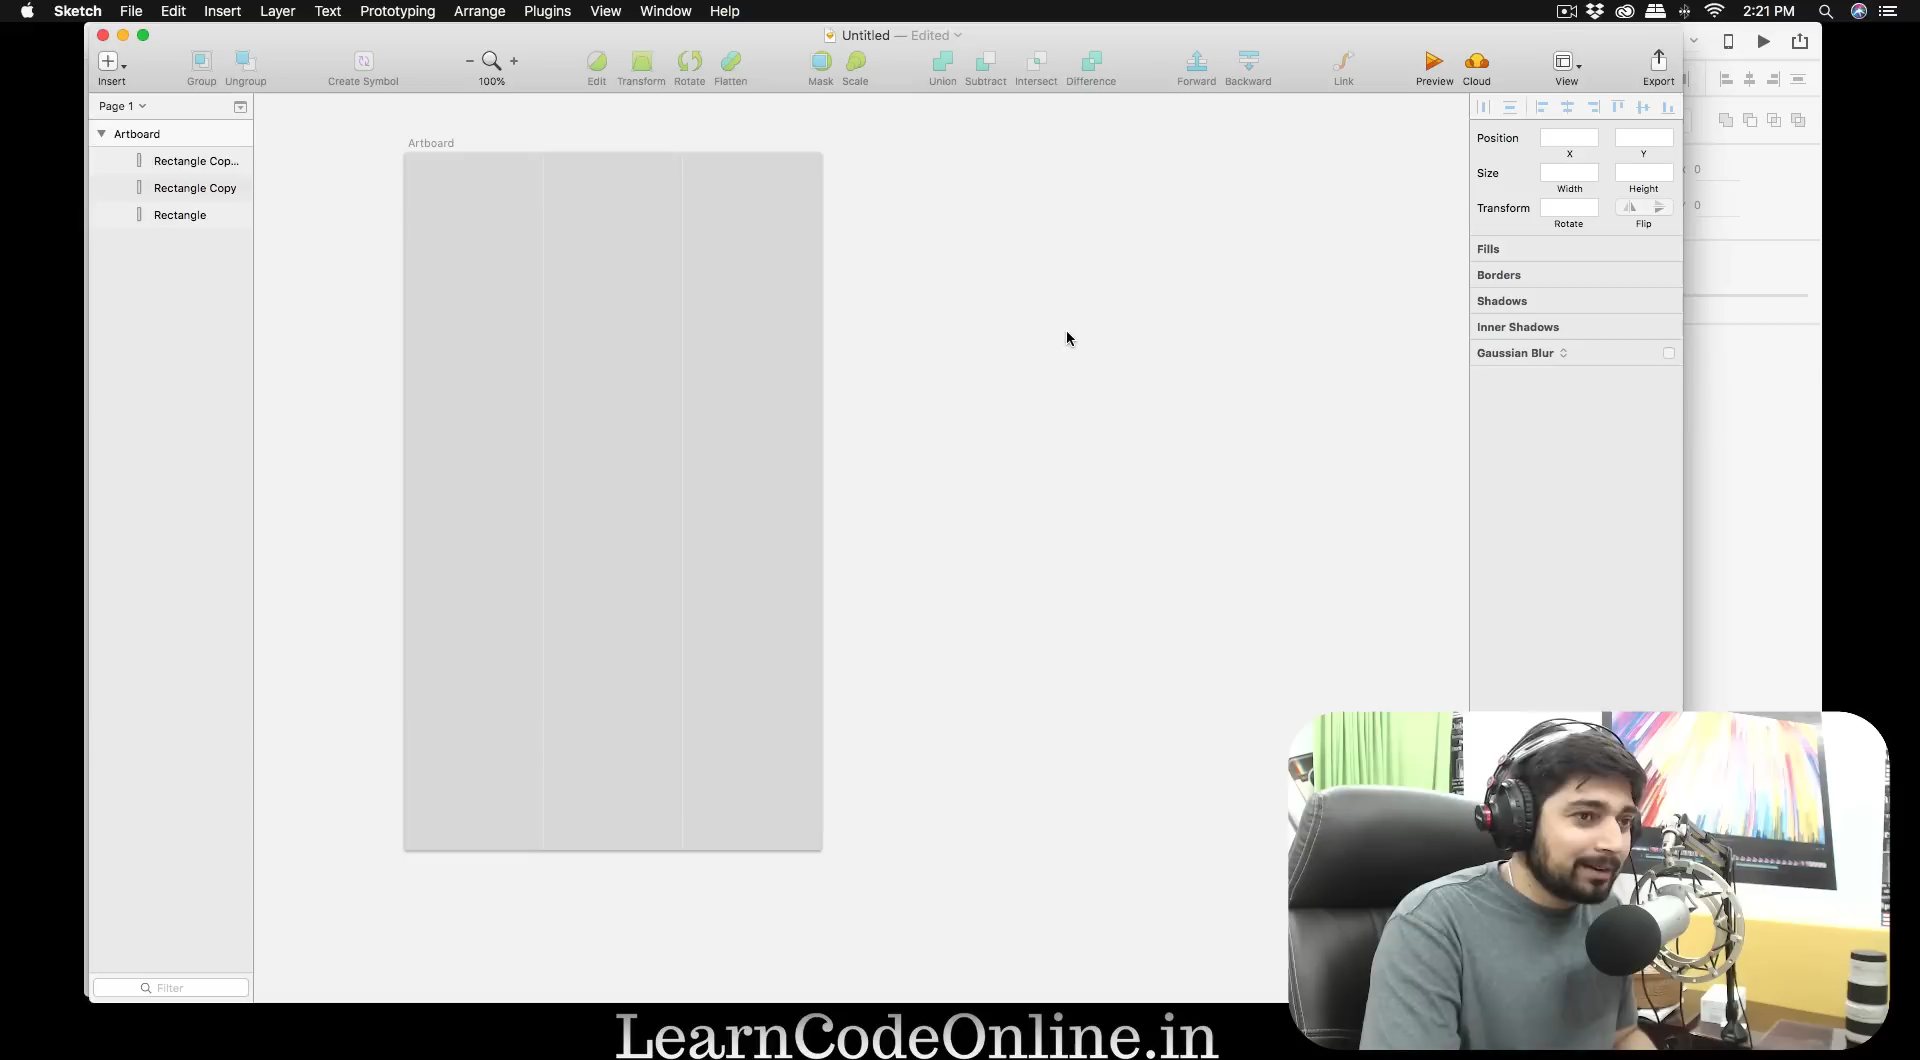 Sketch File Edit Insert Layer Text Prototyping Arrange Plugins View Window Help 2:21 PM
Untitled — Edited
Insert Group Ungroup Create Symbol 100% Edit Transform Rotate Flatten Mask Scale Union Subtract Intersect Difference Forward Backward Link Preview Cloud View Export
Page 1
Artboard
Rectangle Cop...
Rectangle Copy
Rectangle
Filter
Artboard
Position
X Y
Size
Width Height
Transform
Rotate Flip
Fills
Borders
Shadows
Inner Shadows
Gaussian Blur
0
0
LearnCodeOnline.in